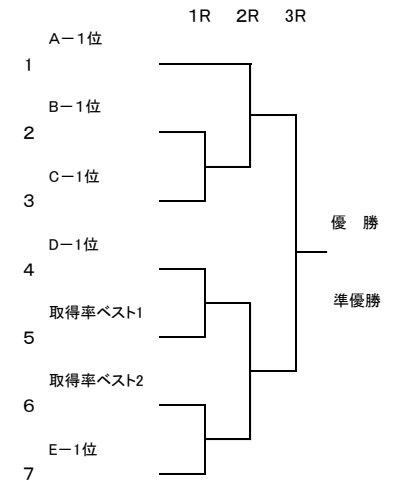 1R 2R 3R
A－1位
1
B－1位
2
C－1位
3
優　勝
D－1位
4
準優勝
取得率ベスト1
5
取得率ベスト2
6
E－1位
7